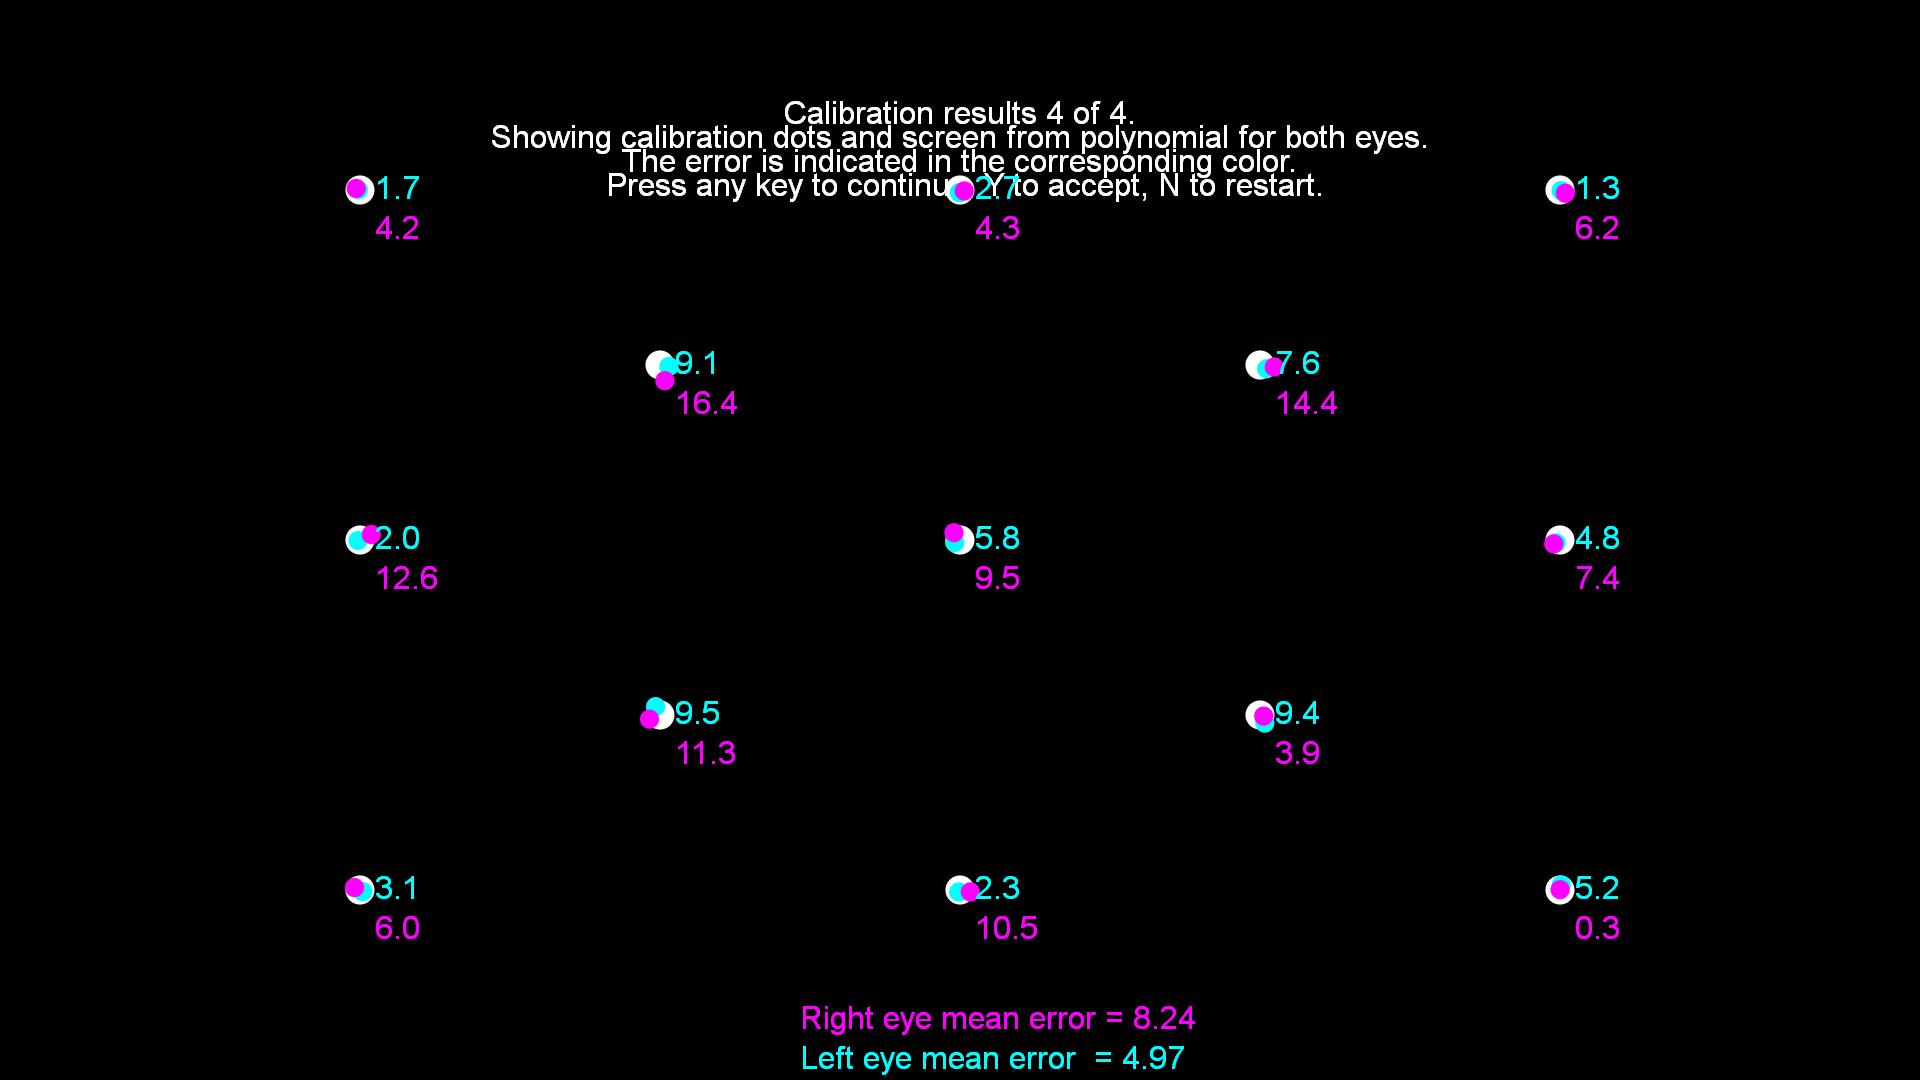 Calibration results 4 of 4.
Showing calibration dots and screen from polynomial for both eyes.
The error is indicated in the corresponding color.
Press any key to continue, Y to accept, N to restart.
1.7 2.7 1.3
4.2 4.3 6.2
9.1 7.6
16.4 14.4
2.0 5.8 4.8
12.6 9.5 7.4
9.5 9.4
11.3 3.9
3.1 2.3 5.2
6.0 10.5 0.3
Right eye mean error = 8.24
Left eye mean error = 4.97